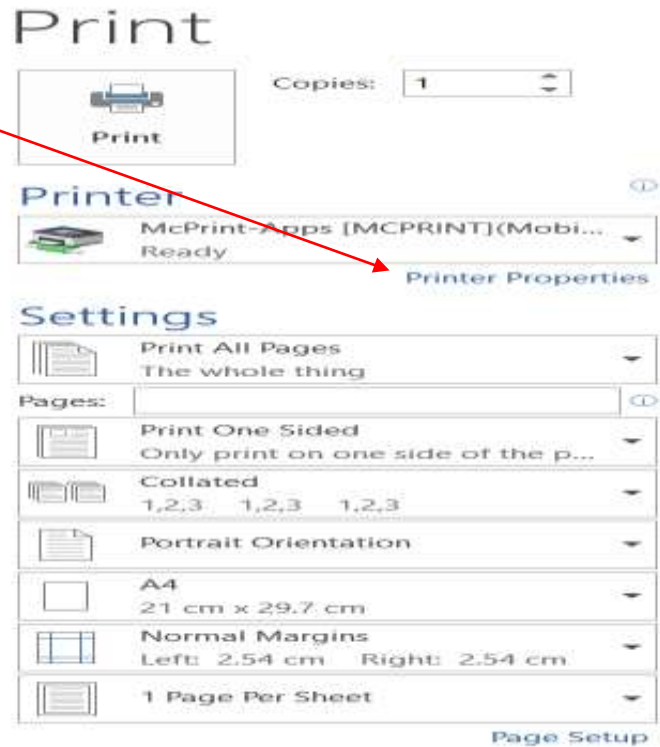 Print
Copies: 1
Print
Printer
McPrint-Apps [MCPRINT](Mobi...
Ready
Printer Properties
Settings
Print All Pages
The whole thing
Pages:
Print One Sided
Only print on one side of the p...
Collated
1,2,3 1,2,3 1,2,3
Portrait Orientation
A4
21 cm x 29.7 cm
Normal Margins
Left: 2.54 cm Right: 2.54 cm
1 Page Per Sheet
Page Setup